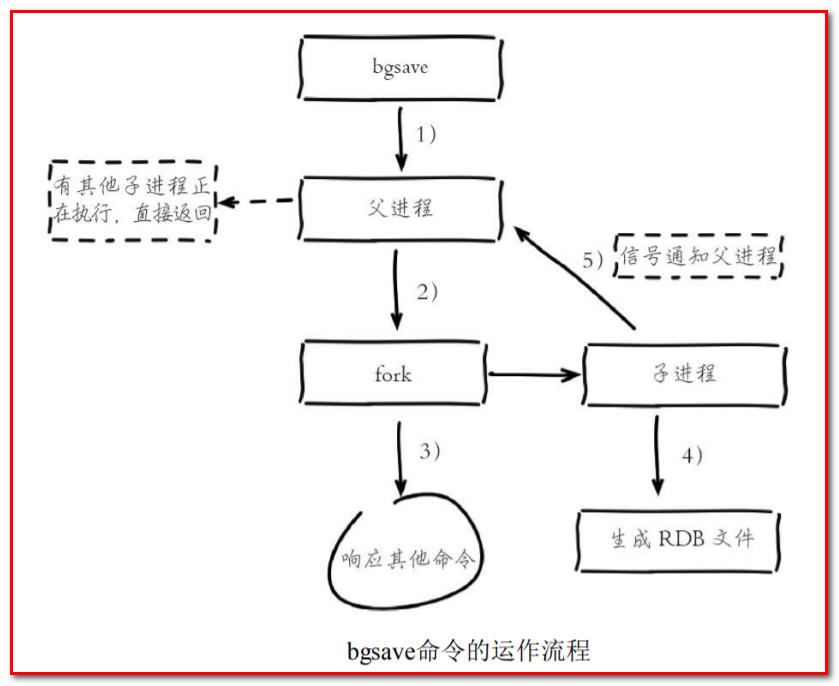 bgsave
1)
有其他子进程正
在执行，直接返回
父进程
5)
信号通知父进程
2)
fork
子进程
3)
4)
响应其他命令
生成 RDB 文件
bgsave命令的运作流程